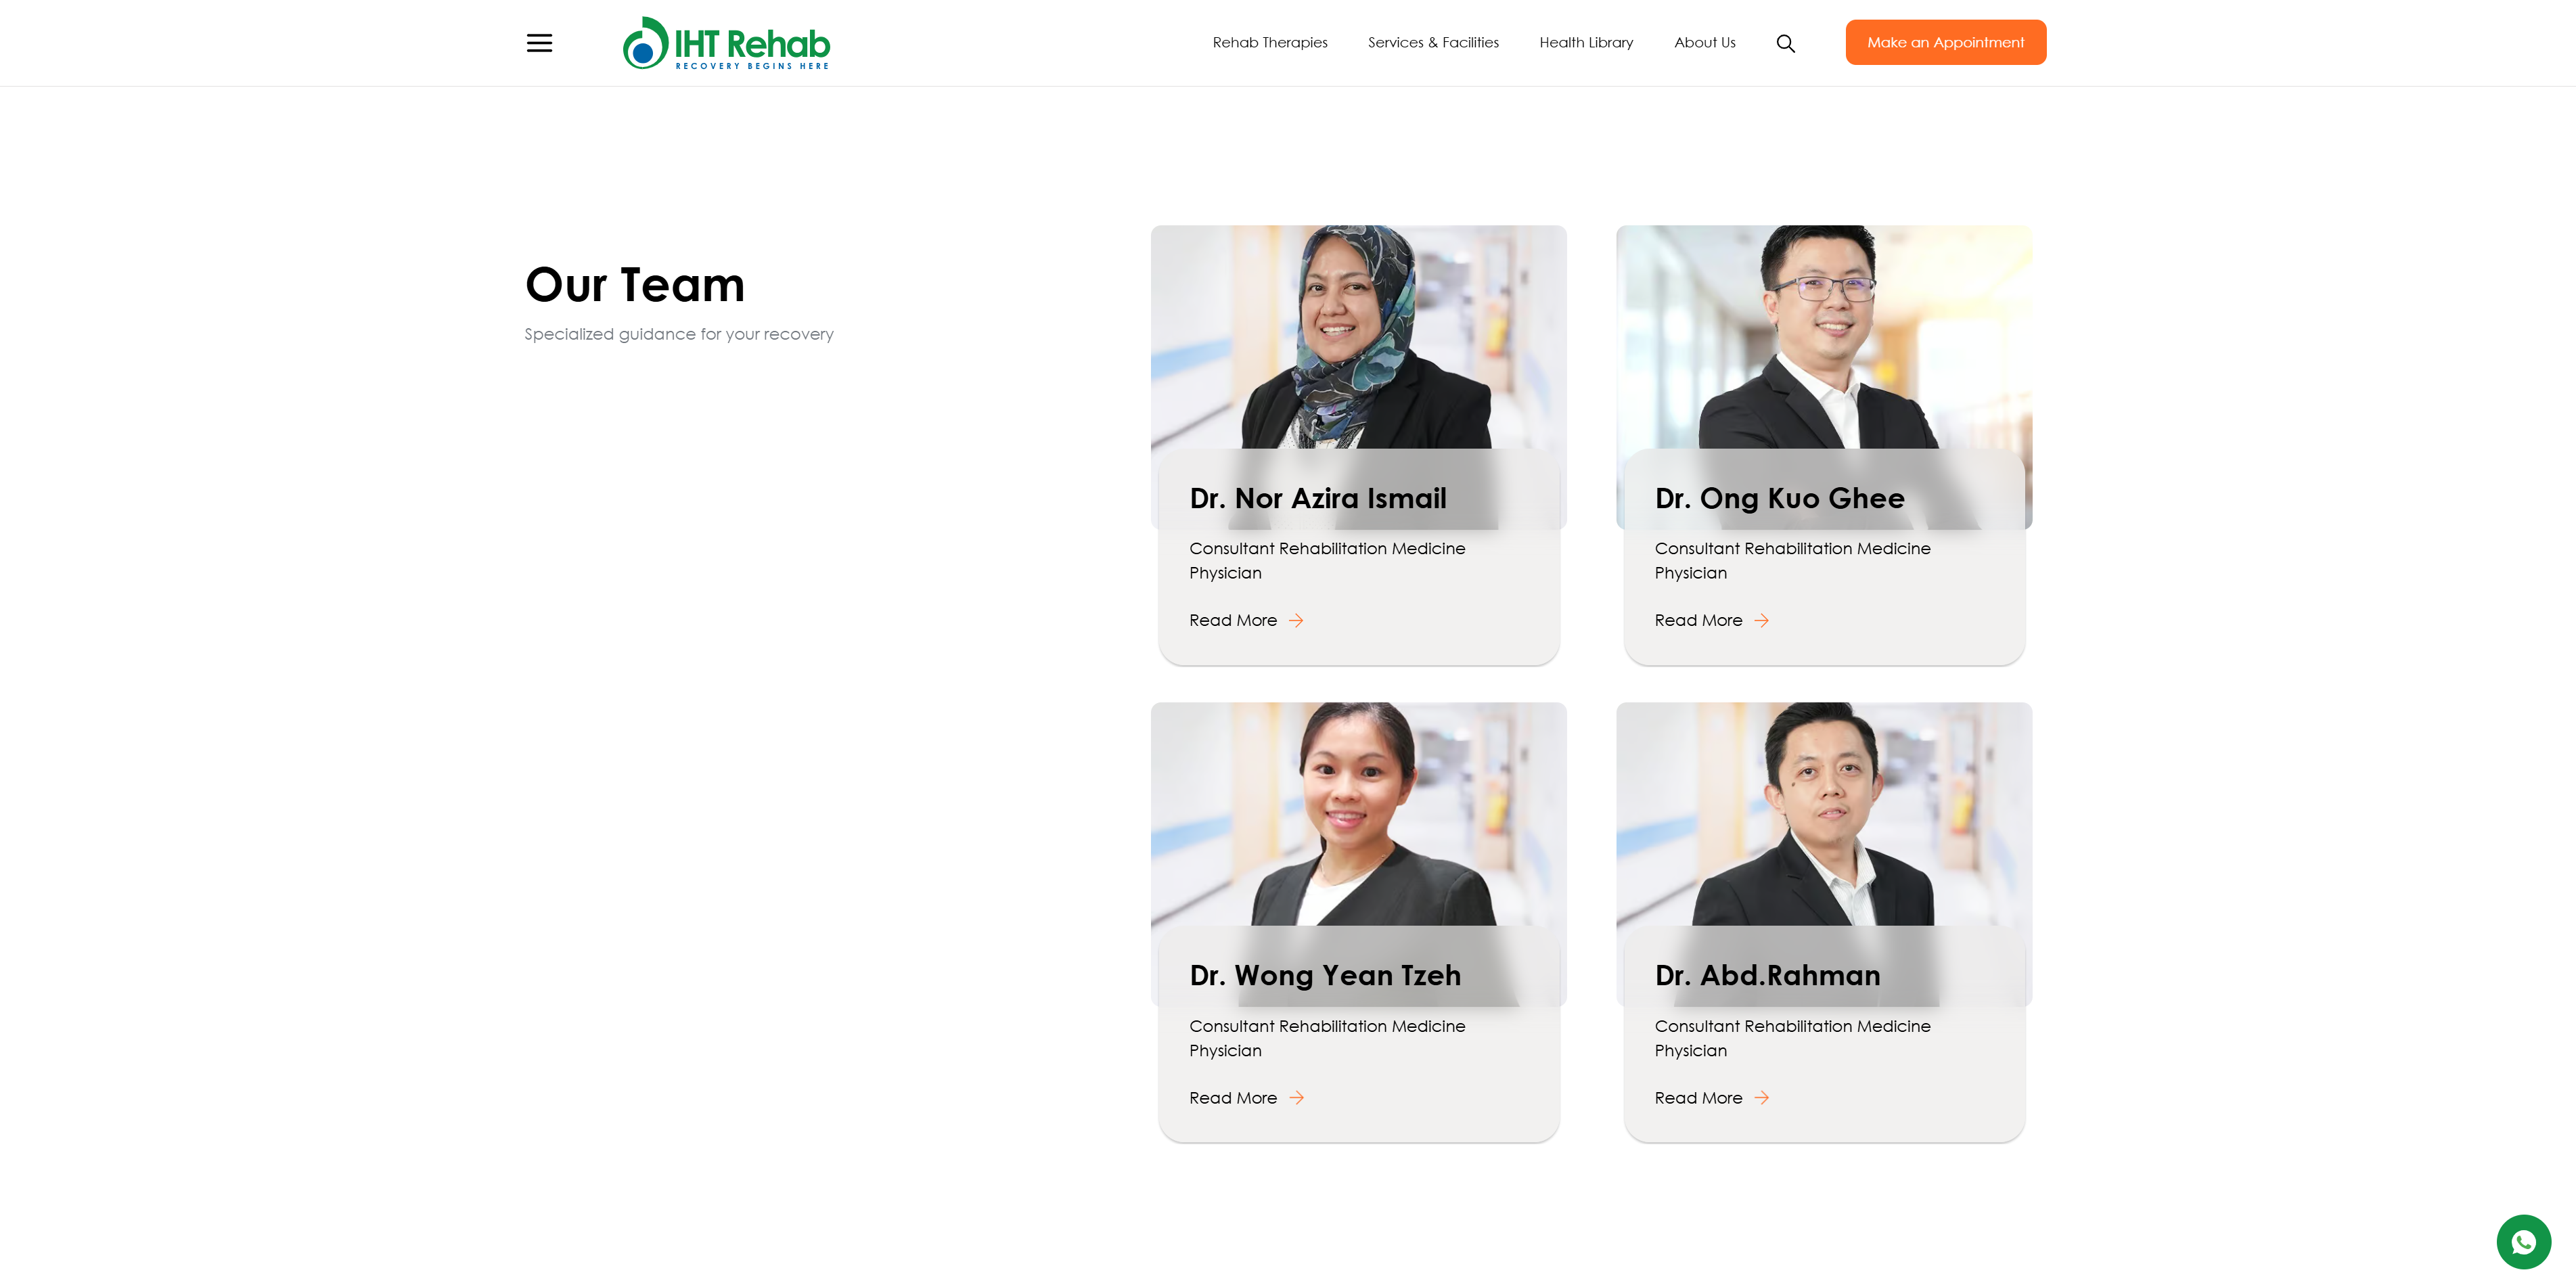 IHT Rehab
RECOVERY BEGINS HERE
Rehab Therapies
Services & Facilities
Health Library
About Us
Make an Appointment
Our Team
Specialized guidance for your recovery
Dr. Nor Azira Ismail
Consultant Rehabilitation Medicine
Physician
Read More
Dr. Ong Kuo Ghee
Consultant Rehabilitation Medicine
Physician
Read More
Dr. Wong Yean Tzeh
Consultant Rehabilitation Medicine
Physician
Read More
Dr. Abd.Rahman
Consultant Rehabilitation Medicine
Physician
Read More